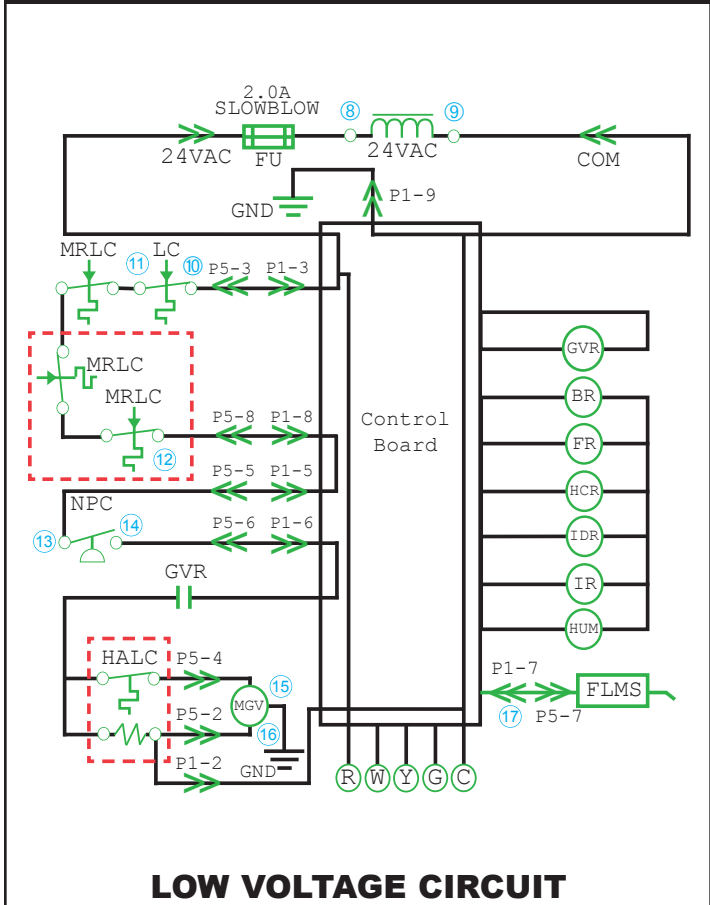 2.0A
SLOWBLOW
⑧
⑨
24VAC
FU
24VAC
COM
P1-9
GND
MRLC
LC
⑪
⑩
P5-3
P1-3
MRLC
MRLC
⑫
P5-8
P1-8
P5-5
P1-5
NPC
⑬
⑭
P5-6
P1-6
GVR
HALC
P5-4
⑮
MGV
⑯
P5-2
P1-2
GND
Control
Board
GVR
BR
FR
HCR
IDR
IR
HUM
P1-7
FLMS
⑰
P5-7
R W Y G C
LOW VOLTAGE CIRCUIT